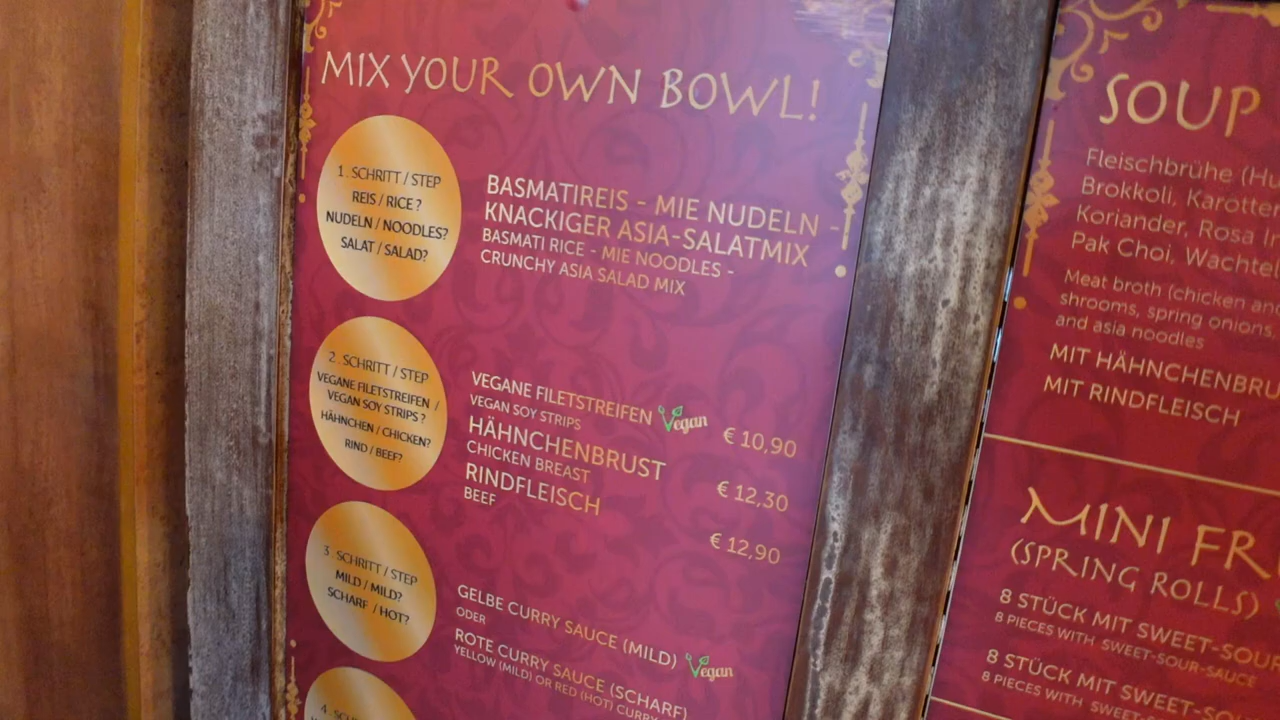 MIX YOUR OWN BOWL!
1. SCHRITT / STEP
REIS / RICE ?
NUDELN / NOODLES?
SALAT / SALAD?
BASMATIREIS - MIE NUDELN -
KNACKIGER ASIA-SALATMIX
BASMATI RICE - MIE NOODLES -
CRUNCHY ASIA SALAD MIX
2. SCHRITT / STEP
VEGANE FILETSTREIFEN /
VEGAN SOY STRIPS ?
HÄHNCHEN / CHICKEN?
RIND / BEEF?
VEGANE FILETSTREIFEN Vegan € 10,90
VEGAN SOY STRIPS
HÄHNCHENBRUST € 12,30
CHICKEN BREAST
RINDFLEISCH € 12,90
BEEF
3. SCHRITT / STEP
MILD / MILD?
SCHARF / HOT?
GELBE CURRY SAUCE (MILD)
ODER
ROTE CURRY SAUCE (SCHARF) Vegan
YELLOW (MILD) OR RED (HOT) CURRY
4.
SOUP
Fleischbrühe
Brokkoli, Karotten
Koriander, Rosa
Pak Choi,
Meat broth (chicken and
shrooms, spring onions,
and asia noodles
MIT HÄHNCHENBRU
MIT RINDFLEISCH
MINI FR
(SPRING ROLLS)
8 STÜCK MIT SWEET-SOUR
8 PIECES WITH SWEET-SOUR-SAUCE
8 STÜCK MIT SWEET-SO
8 PIECES WITH SWEET-SO